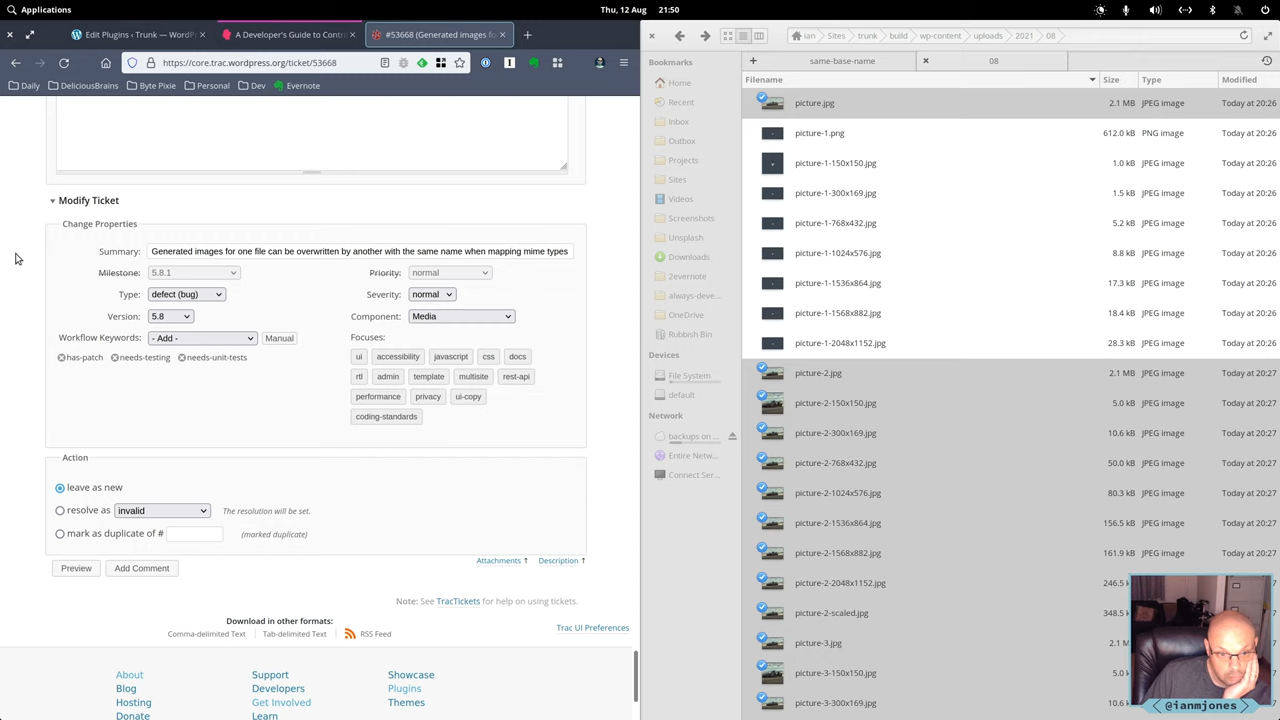 Applications
Thu, 12 Aug 21:50
Edit Plugins ‹ Trunk — WordPr
A Developer's Guide to Contri
#53668 (Generated images fo
https://core.trac.wordpress.org/ticket/53668
Daily
DeliciousBrains
Byte Pixie
Personal
Dev
Evernote
Modify Ticket
Change Properties
Summary: Generated images for one file can be overwritten by another with the same name when mapping mime types
Milestone: 5.8.1 Priority: normal
Type: defect (bug) Severity: normal
Version: 5.8 Component: Media
Workflow Keywords: - Add - Manual Focuses:
has-patch needs-testing needs-unit-tests
ui accessibility javascript css docs
rtl admin template multisite rest-api
performance privacy ui-copy
coding-standards
Action
leave as new
resolve as invalid The resolution will be set.
mark as duplicate of # (marked duplicate)
Attachments ↑ Description ↑
Preview Add Comment
Note: See TracTickets for help on using tickets.
Download in other formats:
Comma-delimited Text Tab-delimited Text RSS Feed
Trac UI Preferences
About Support Showcase
Blog Developers Plugins
Hosting Get Involved Themes
Donate Learn
ian Sites trunk build wp-content uploads 2021 08
Bookmarks
Home
Recent
Inbox
Outbox
Projects
Sites
Videos
Screenshots
Unsplash
Downloads
2evernote
always-deve...
OneDrive
Rubbish Bin
Devices
File System
default
Network
backups on ...
Entire Netw...
Connect Ser...
same-base-name 08
Filename Size Type Modified
picture.jpg 2.1 MB JPEG image Today at 20:26
picture-1.png 612.0 kB PNG image Today at 20:26
picture-1-150x150.jpg 1.0 kB JPEG image Today at 20:26
picture-1-300x169.jpg 1.5 kB JPEG image Today at 20:26
picture-1-768x432.jpg 5.2 kB JPEG image Today at 20:26
picture-1-1024x576.jpg 8.8 kB JPEG image Today at 20:26
picture-1-1536x864.jpg 17.3 kB JPEG image Today at 20:26
picture-1-1568x882.jpg 18.4 kB JPEG image Today at 20:26
picture-1-2048x1152.jpg 28.3 kB JPEG image Today at 20:26
picture-2.jpg 2.1 MB JPEG image Today at 20:27
picture-2-150x150.jpg 5.0 kB JPEG image Today at 20:27
picture-2-300x169.jpg 10.6 kB JPEG image Today at 20:27
picture-2-768x432.jpg 50.0 kB JPEG image Today at 20:27
picture-2-1024x576.jpg 80.3 kB JPEG image Today at 20:27
picture-2-1536x864.jpg 156.5 kB JPEG image Today at 20:27
picture-2-1568x882.jpg 161.9 kB JPEG image Today at 20:27
picture-2-2048x1152.jpg 246.5
picture-2-scaled.jpg 348.5
picture-3.jpg 2.1
picture-3-150x150.jpg 5.0
picture-3-300x169.jpg 10.6
@ianmjones